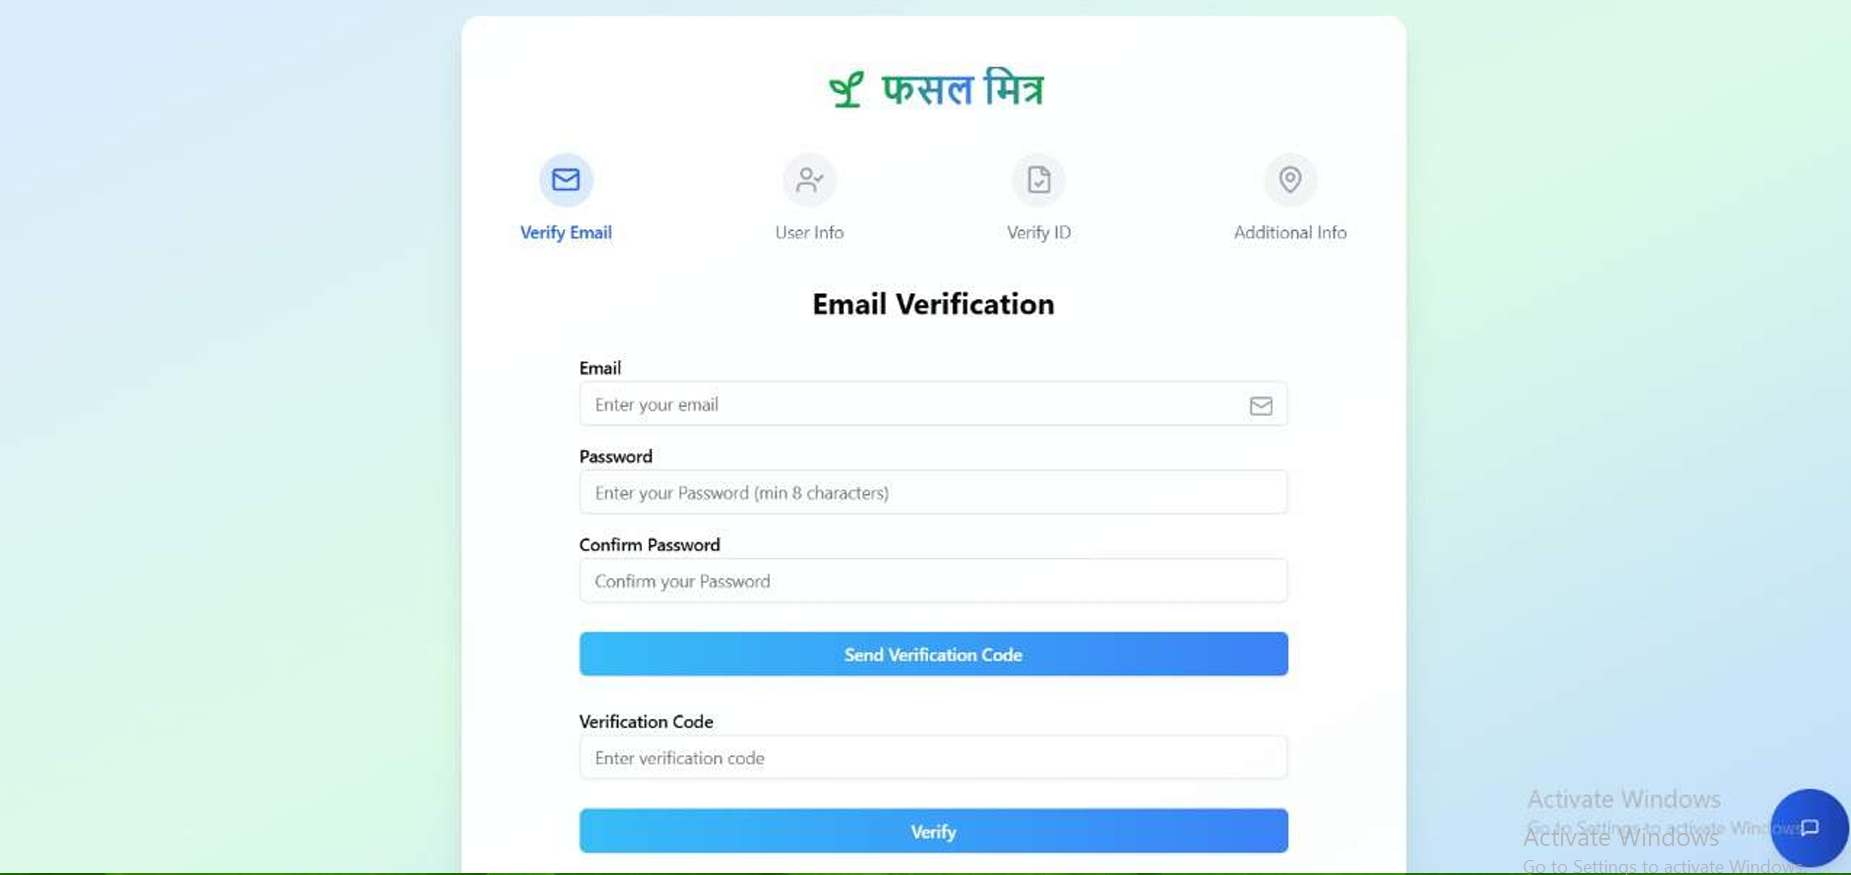 फसल मित्र
Verify Email
User Info
Verify ID
Additional Info
Email Verification
Email
Enter your email
Password
Enter your Password (min 8 characters)
Confirm Password
Confirm your Password
Send Verification Code
Verification Code
Enter verification code
Verify
Activate Windows
Go to Settings to activate Windows.
Activate Windows
Go to Settings to activate Windows.